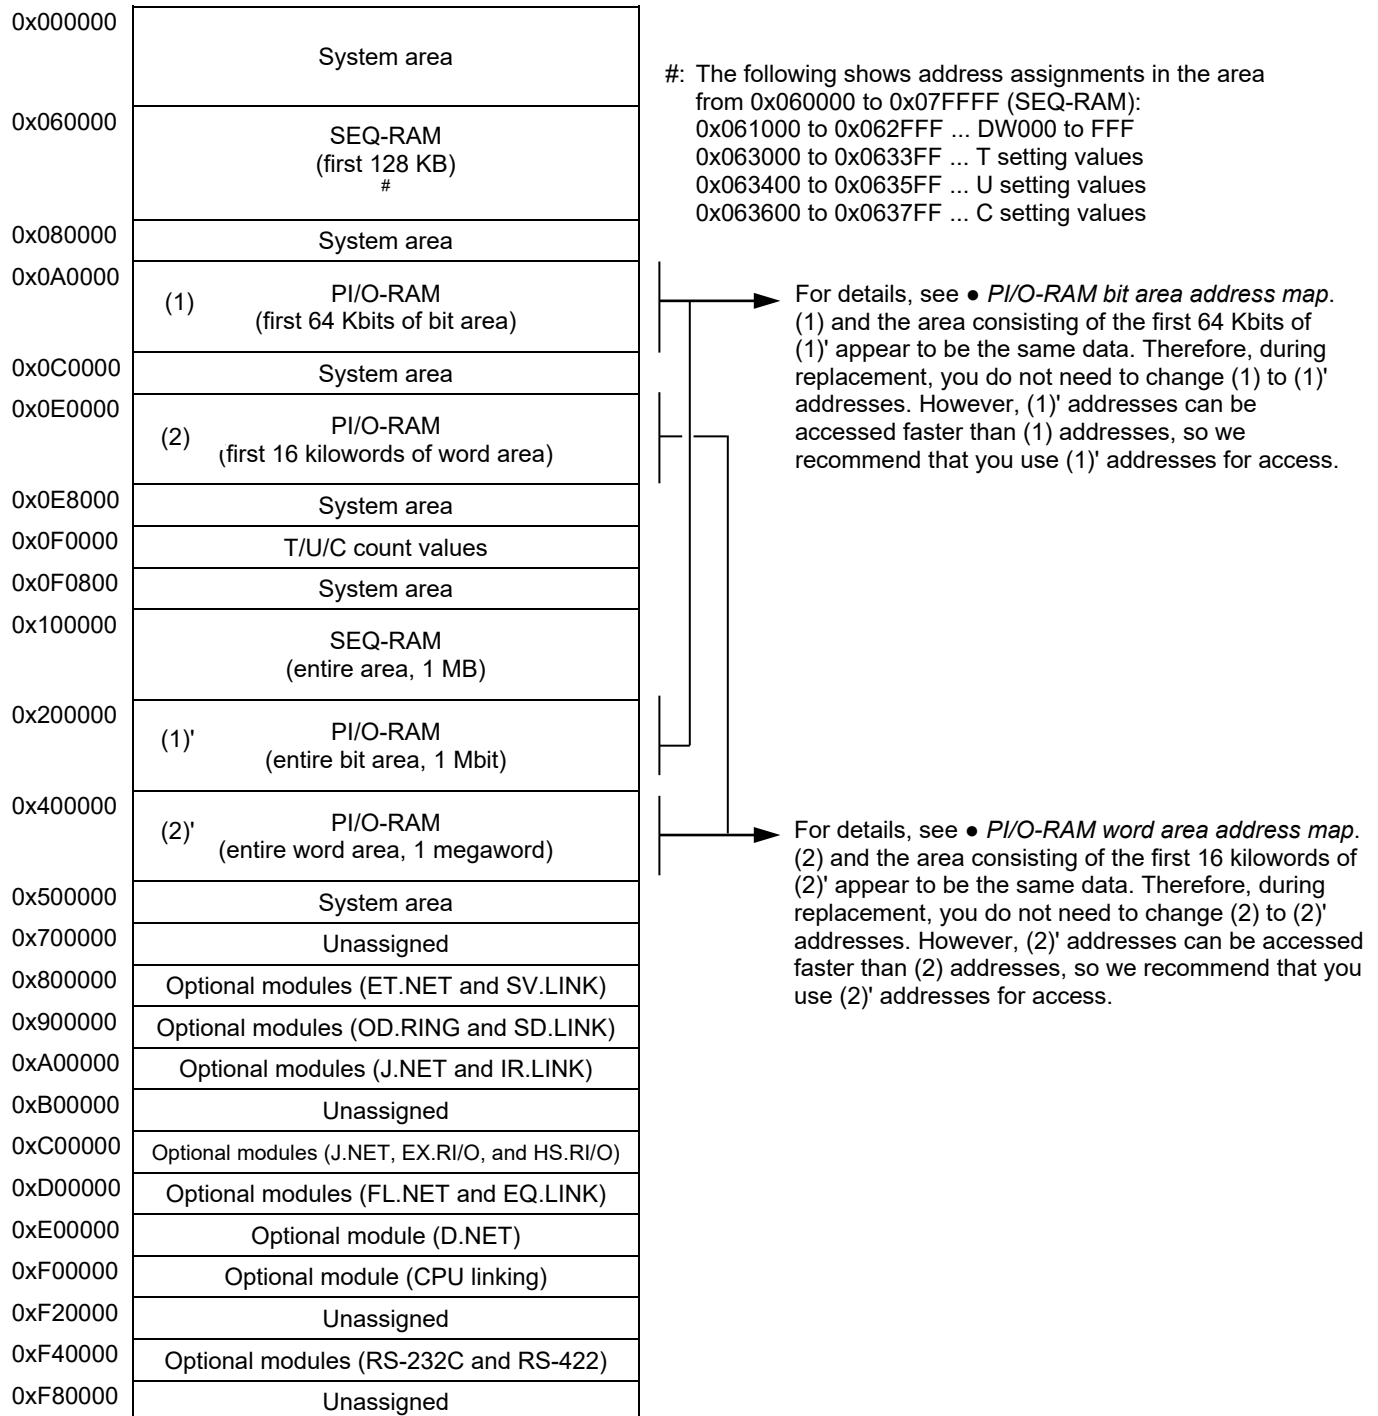 0x000000
System area
#: The following shows address assignments in the area
from 0x060000 to 0x07FFFF (SEQ-RAM):
0x061000 to 0x062FFF ... DW000 to FFF
0x063000 to 0x0633FF ... T setting values
0x063400 to 0x0635FF ... U setting values
0x063600 to 0x0637FF ... C setting values
0x060000
SEQ-RAM
(first 128 KB)
#
0x080000
System area
0x0A0000
(1)
PI/O-RAM
(first 64 Kbits of bit area)
For details, see ● PI/O-RAM bit area address map.
(1) and the area consisting of the first 64 Kbits of
(1)' appear to be the same data. Therefore, during
replacement, you do not need to change (1) to (1)'
addresses. However, (1)' addresses can be
accessed faster than (1) addresses, so we
recommend that you use (1)' addresses for access.
0x0C0000
System area
0x0E0000
(2)
PI/O-RAM
(first 16 kilowords of word area)
0x0E8000
System area
0x0F0000
T/U/C count values
0x0F0800
System area
0x100000
SEQ-RAM
(entire area, 1 MB)
0x200000
(1)'
PI/O-RAM
(entire bit area, 1 Mbit)
0x400000
(2)'
PI/O-RAM
(entire word area, 1 megaword)
For details, see ● PI/O-RAM word area address map.
(2) and the area consisting of the first 16 kilowords of
(2)' appear to be the same data. Therefore, during
replacement, you do not need to change (2) to (2)'
addresses. However, (2)' addresses can be accessed
faster than (2) addresses, so we recommend that you
use (2)' addresses for access.
0x500000
System area
0x700000
Unassigned
0x800000
Optional modules (ET.NET and SV.LINK)
0x900000
Optional modules (OD.RING and SD.LINK)
0xA00000
Optional modules (J.NET and IR.LINK)
0xB00000
Unassigned
0xC00000
Optional modules (J.NET, EX.RI/O, and HS.RI/O)
0xD00000
Optional modules (FL.NET and EQ.LINK)
0xE00000
Optional module (D.NET)
0xF00000
Optional module (CPU linking)
0xF20000
Unassigned
0xF40000
Optional modules (RS-232C and RS-422)
0xF80000
Unassigned